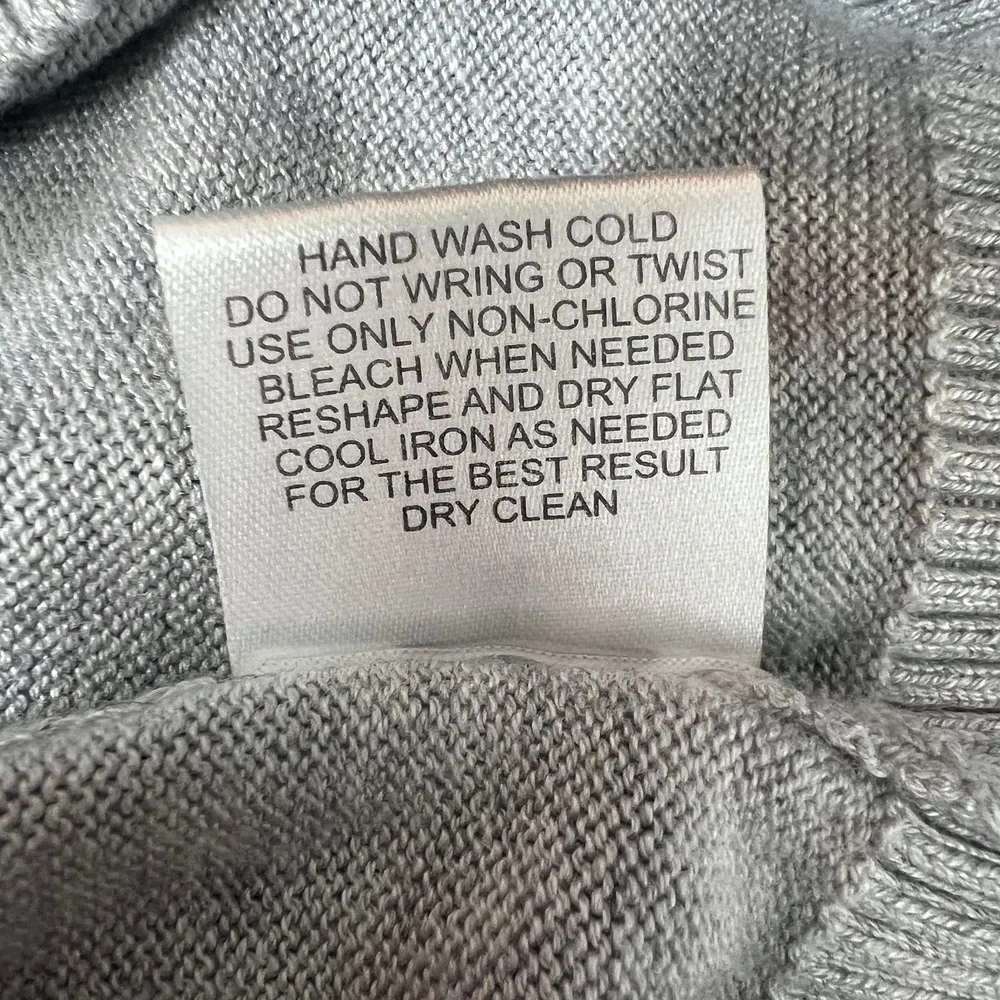 HAND WASH COLD
DO NOT WRING OR TWIST
USE ONLY NON-CHLORINE
BLEACH WHEN NEEDED
RESHAPE AND DRY FLAT
COOL IRON AS NEEDED
FOR THE BEST RESULT
DRY CLEAN